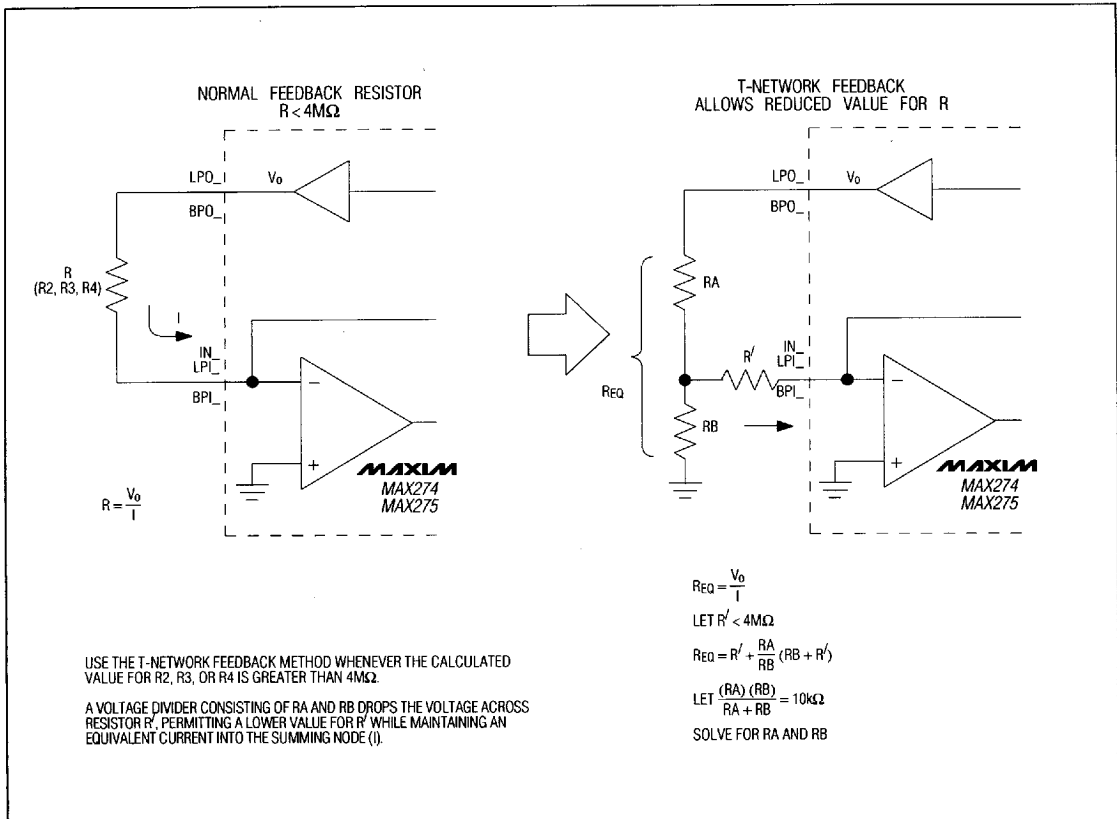 NORMAL FEEDBACK RESISTOR
R < 4MΩ
LPO_
V₀
BPO_
R
(R2, R3, R4)
I
IN_
LPI_
BPI_
−
+
MAXIM
MAX274
MAX275
R = V₀/I
T-NETWORK FEEDBACK
ALLOWS REDUCED VALUE FOR R
LPO_
V₀
BPO_
RA
REQ
R′
IN_
LPI_
BPI_
RB
−
+
MAXIM
MAX274
MAX275
REQ = V₀/I
LET R′ < 4MΩ
REQ = R′ + RA/RB (RB + R′)
LET (RA) (RB)/RA + RB = 10kΩ
SOLVE FOR RA AND RB
USE THE T-NETWORK FEEDBACK METHOD WHENEVER THE CALCULATED
VALUE FOR R2, R3, OR R4 IS GREATER THAN 4MΩ.
A VOLTAGE DIVIDER CONSISTING OF RA AND RB DROPS THE VOLTAGE ACROSS
RESISTOR R′, PERMITTING A LOWER VALUE FOR R′ WHILE MAINTAINING AN
EQUIVALENT CURRENT INTO THE SUMMING NODE (I).